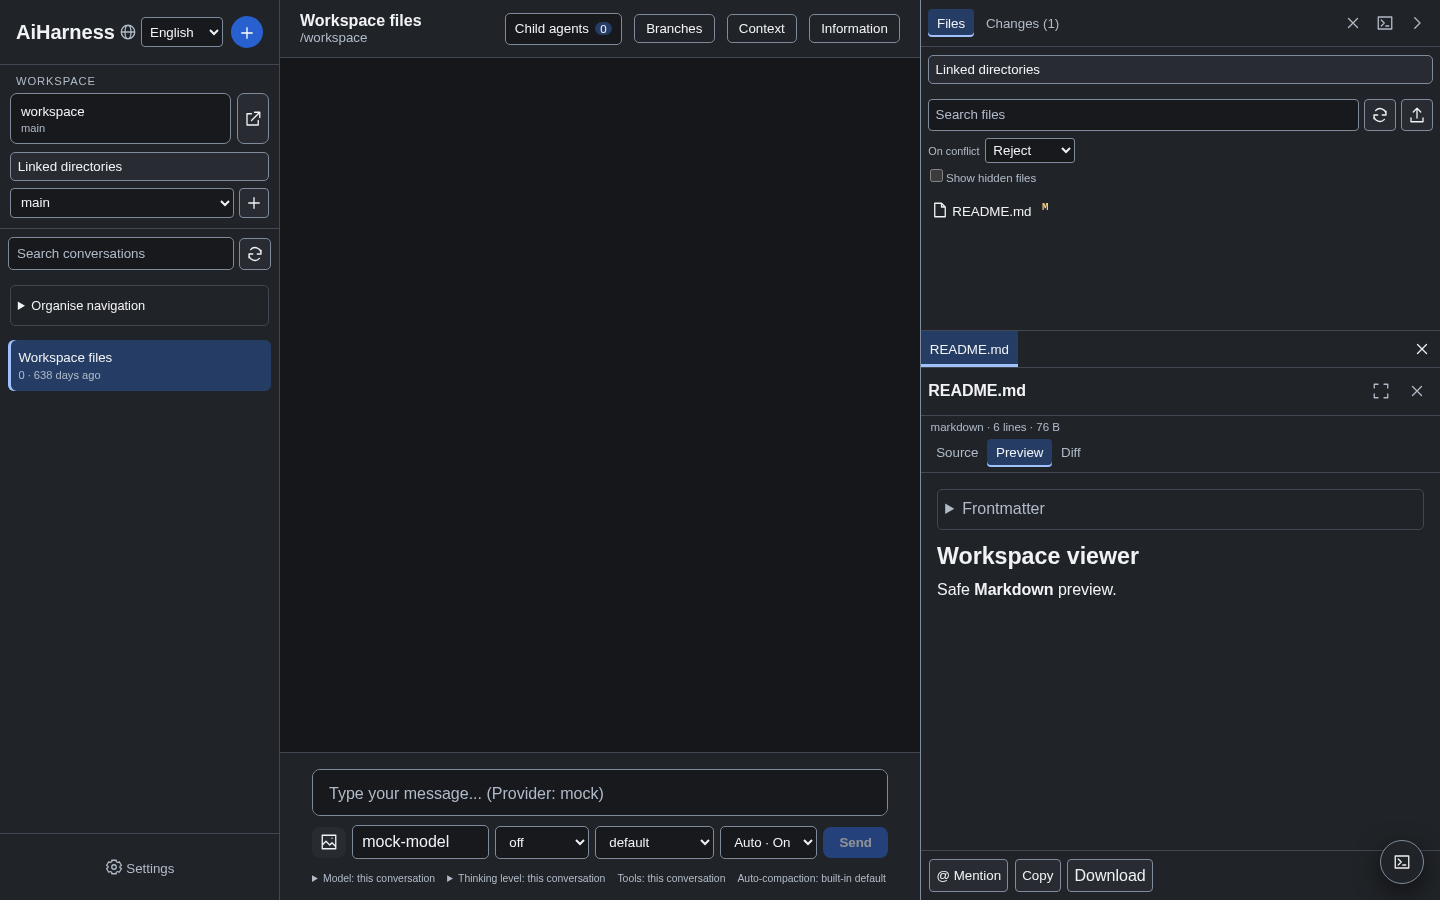 AiHarness
English
WORKSPACE
workspace
main
Linked directories
main
Search conversations
Organise navigation
Workspace files
0 · 638 days ago
Settings
Workspace files
/workspace
Child agents 0
Branches
Context
Information
Type your message... (Provider: mock)
mock-model
off
default
Auto · On
Send
Model: this conversation
Thinking level: this conversation
Tools: this conversation
Auto-compaction: built-in default
Files
Changes (1)
Linked directories
Search files
On conflict
Reject
Show hidden files
README.md M
README.md
README.md
markdown · 6 lines · 76 B
Source
Preview
Diff
Frontmatter
Workspace viewer
Safe Markdown preview.
@ Mention
Copy
Download